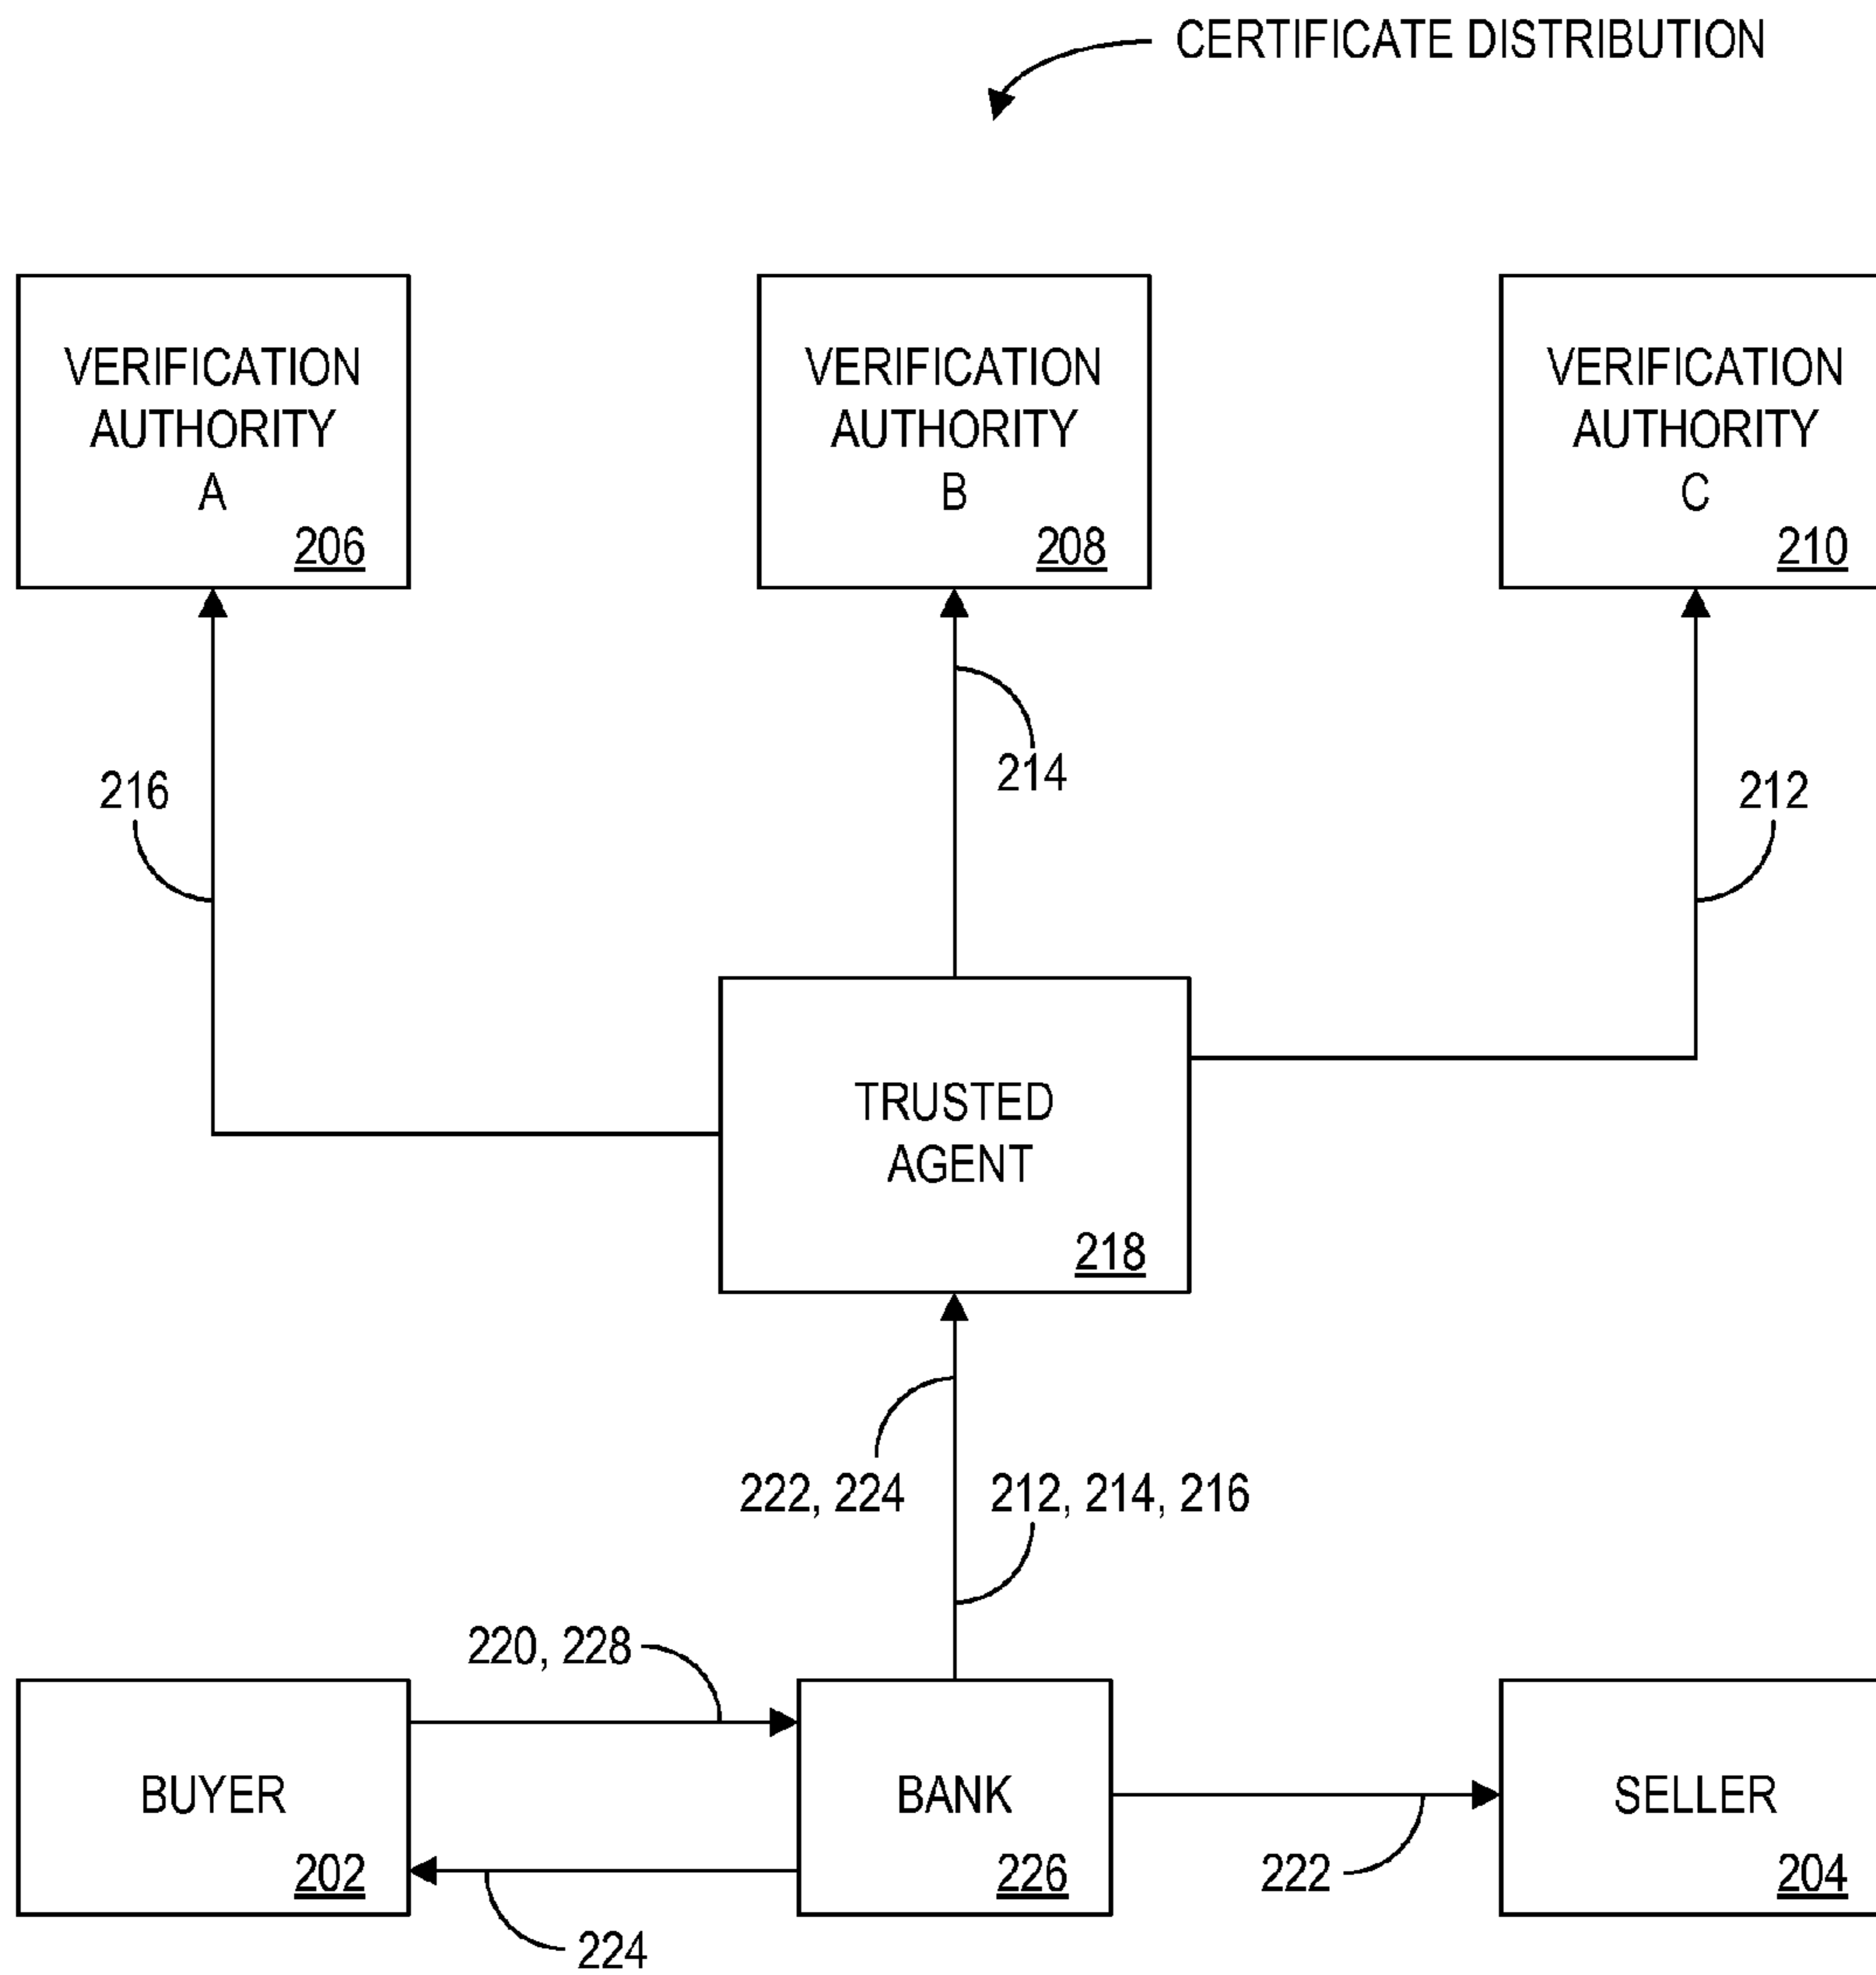 CERTIFICATE DISTRIBUTION
VERIFICATION
AUTHORITY
A
206
VERIFICATION
AUTHORITY
B
208
VERIFICATION
AUTHORITY
C
210
216
214
212
TRUSTED
AGENT
218
222, 224
212, 214, 216
220, 228
BUYER
202
BANK
226
SELLER
204
224
222